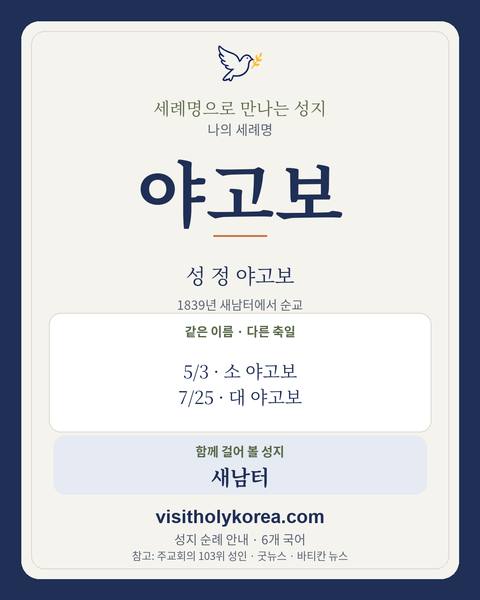 세례명으로 만나는 성지
나의 세례명
야고보
성 정 야고보
1839년 새남터에서 순교
같은 이름 · 다른 축일
5/3 · 소 야고보
7/25 · 대 야고보
함께 걸어 볼 성지
새남터
visitholykorea.com
성지 순례 안내 · 6개 국어
참고: 주교회의 103위 성인 · 굿뉴스 · 바티칸 뉴스